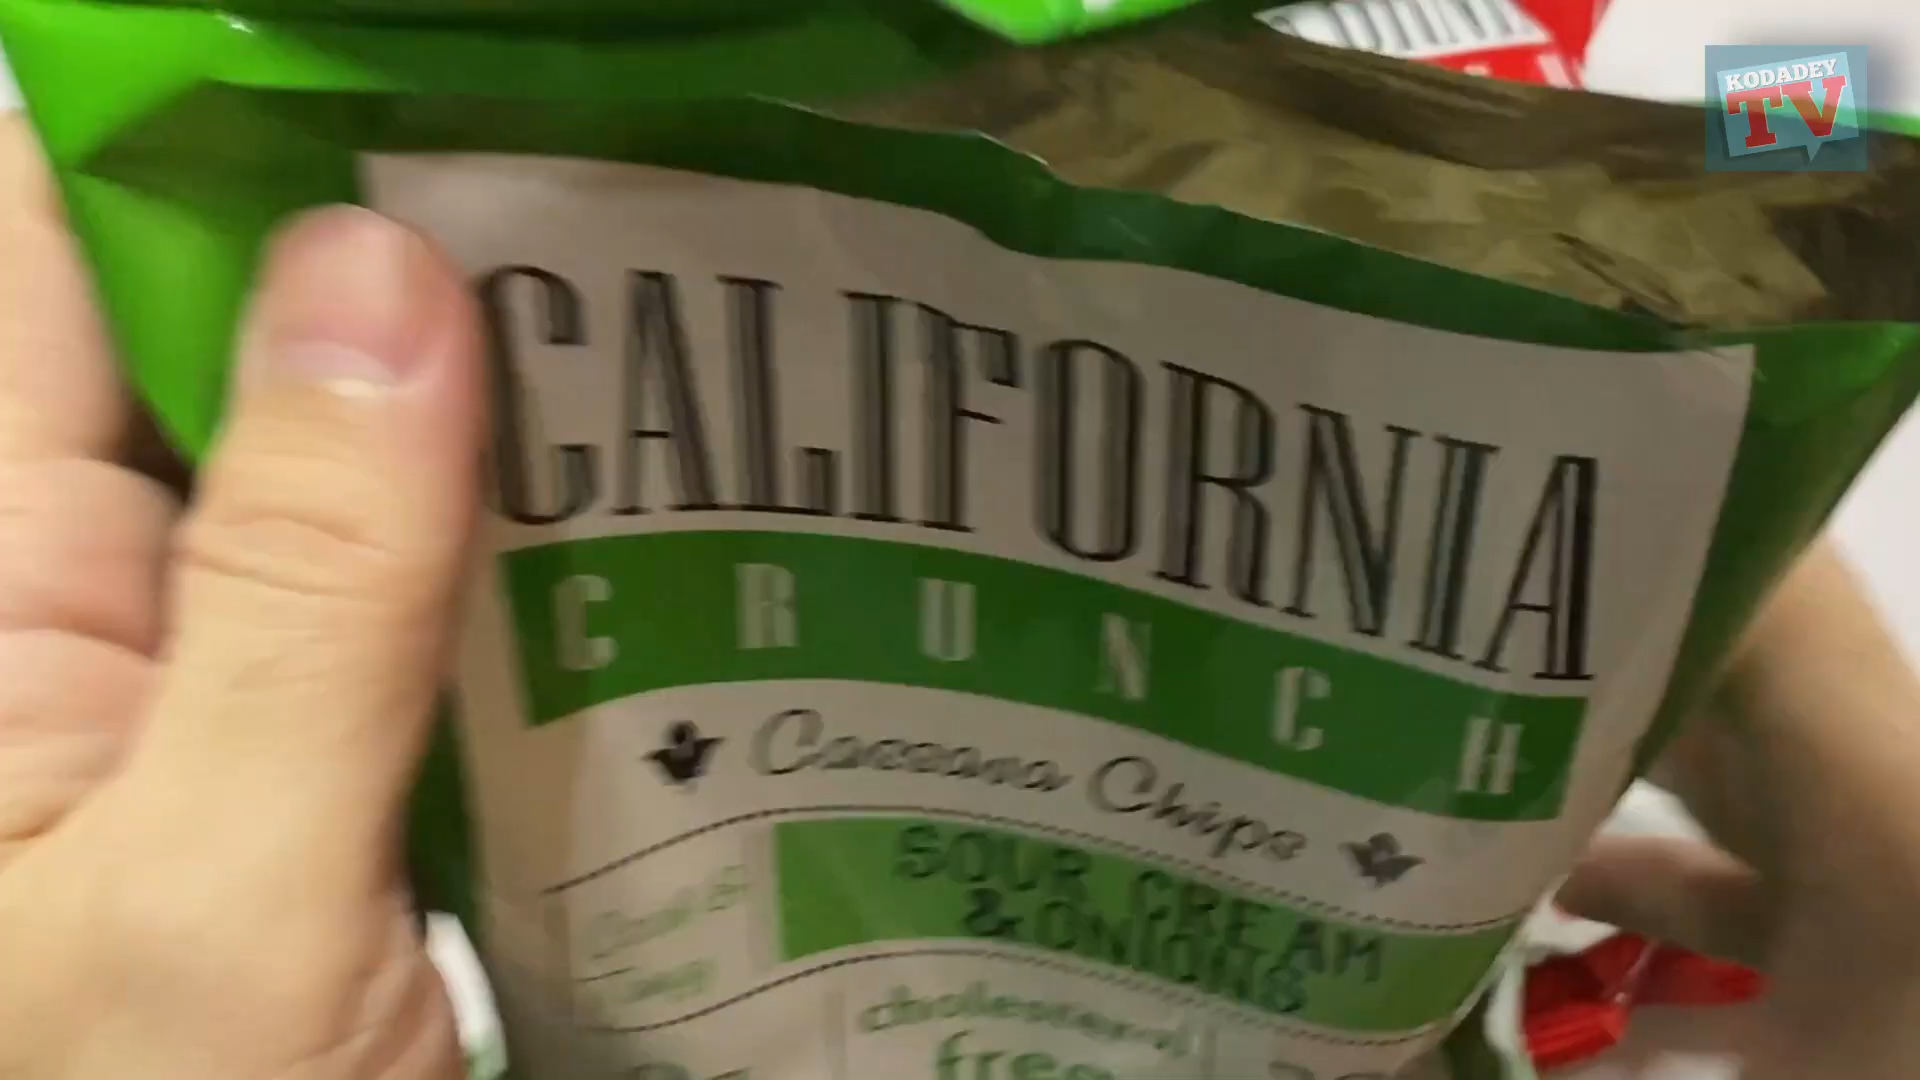 KODADEY
TV
CALIFORNIA
CRUNCH
Cassava Chips
SOUR CREAM
& ONIONS
cholesterol
free